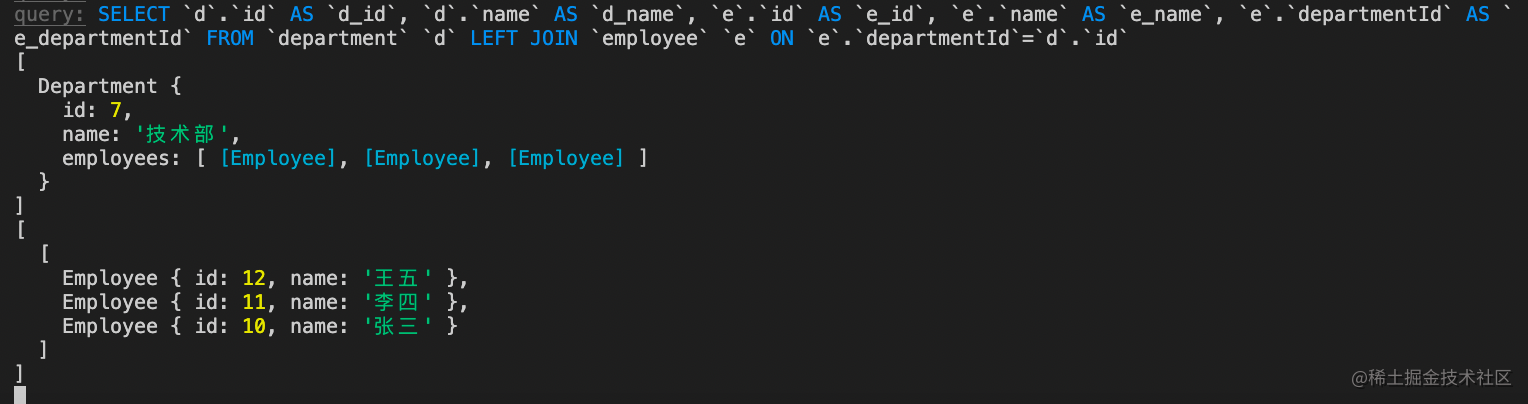 query: SELECT `d`.`id` AS `d_id`, `d`.`name` AS `d_name`, `e`.`id` AS `e_id`, `e`.`name` AS `e_name`, `e`.`departmentId` AS `
e_departmentId` FROM `department` `d` LEFT JOIN `employee` `e` ON `e`.`departmentId`=`d`.`id`
[
  Department {
    id: 7,
    name: '技术部',
    employees: [ [Employee], [Employee], [Employee] ]
  }
]
[
  [
    Employee { id: 12, name: '王五' },
    Employee { id: 11, name: '李四' },
    Employee { id: 10, name: '张三' }
  ]
]
@稀土掘金技术社区